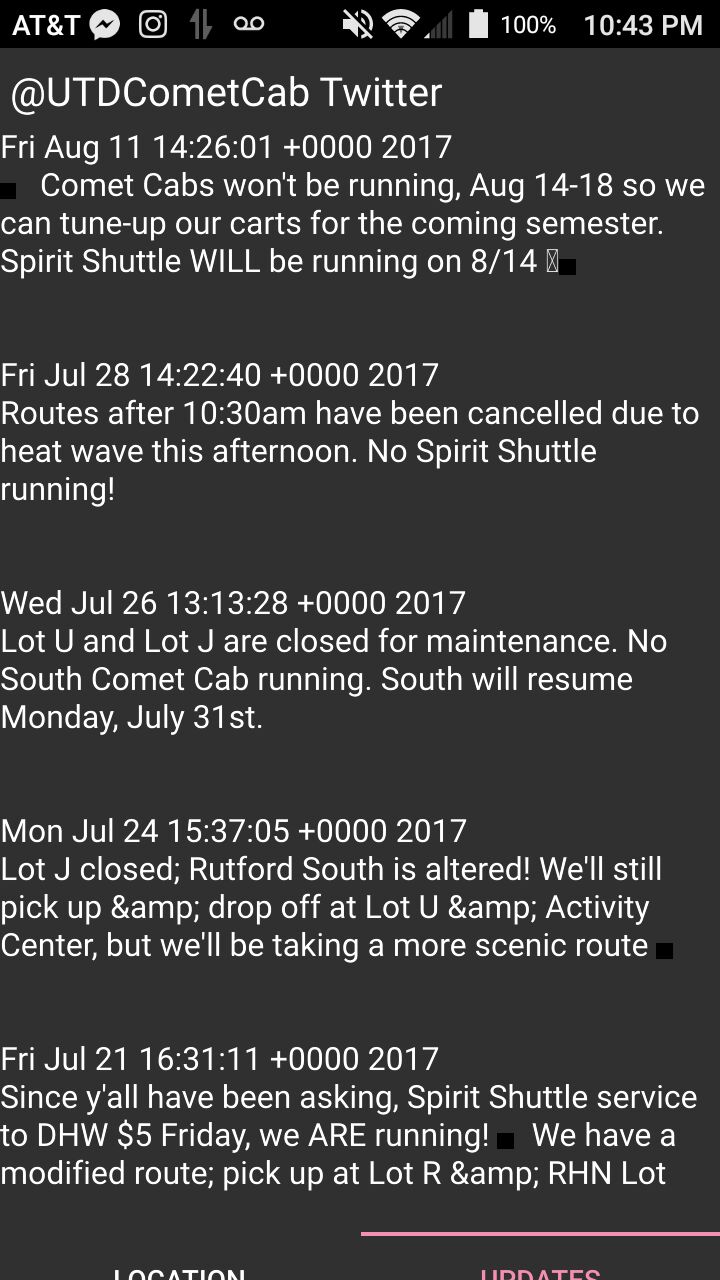 AT&T 100% 10:43 PM
@UTDCometCab Twitter
Fri Aug 11 14:26:01 +0000 2017
Comet Cabs won't be running, Aug 14-18 so we
can tune-up our carts for the coming semester.
Spirit Shuttle WILL be running on 8/14
Fri Jul 28 14:22:40 +0000 2017
Routes after 10:30am have been cancelled due to
heat wave this afternoon. No Spirit Shuttle
running!
Wed Jul 26 13:13:28 +0000 2017
Lot U and Lot J are closed for maintenance. No
South Comet Cab running. South will resume
Monday, July 31st.
Mon Jul 24 15:37:05 +0000 2017
Lot J closed; Rutford South is altered! We'll still
pick up &amp; drop off at Lot U &amp; Activity
Center, but we'll be taking a more scenic route
Fri Jul 21 16:31:11 +0000 2017
Since y'all have been asking, Spirit Shuttle service
to DHW $5 Friday, we ARE running! We have a
modified route; pick up at Lot R &amp; RHN Lot
LOCATION UPDATES